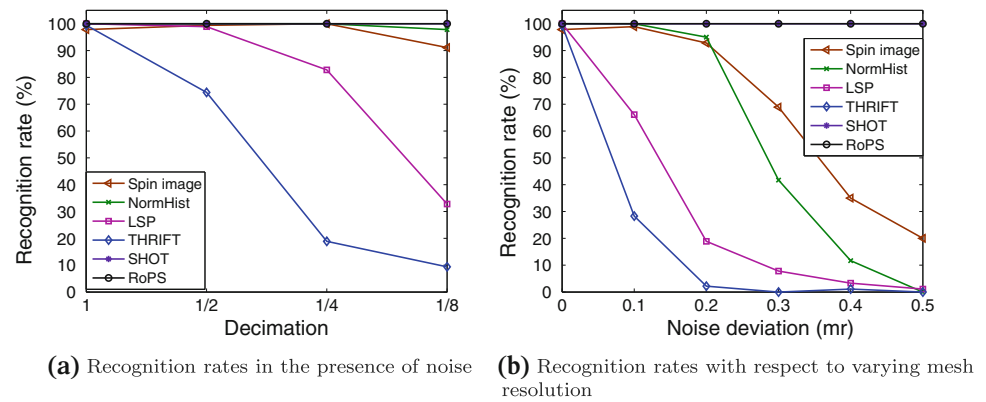 100
90
80
70
60
50
40
30
20
10
0
Recognition rate (%)
Spin image
NormHist
LSP
THRIFT
SHOT
RoPS
1
1/2
1/4
1/8
Decimation
(a) Recognition rates in the presence of noise
100
90
80
70
60
50
40
30
20
10
0
Recognition rate (%)
Spin image
NormHist
LSP
THRIFT
SHOT
RoPS
0
0.1
0.2
0.3
0.4
0.5
Noise deviation (mr)
(b) Recognition rates with respect to varying mesh
resolution